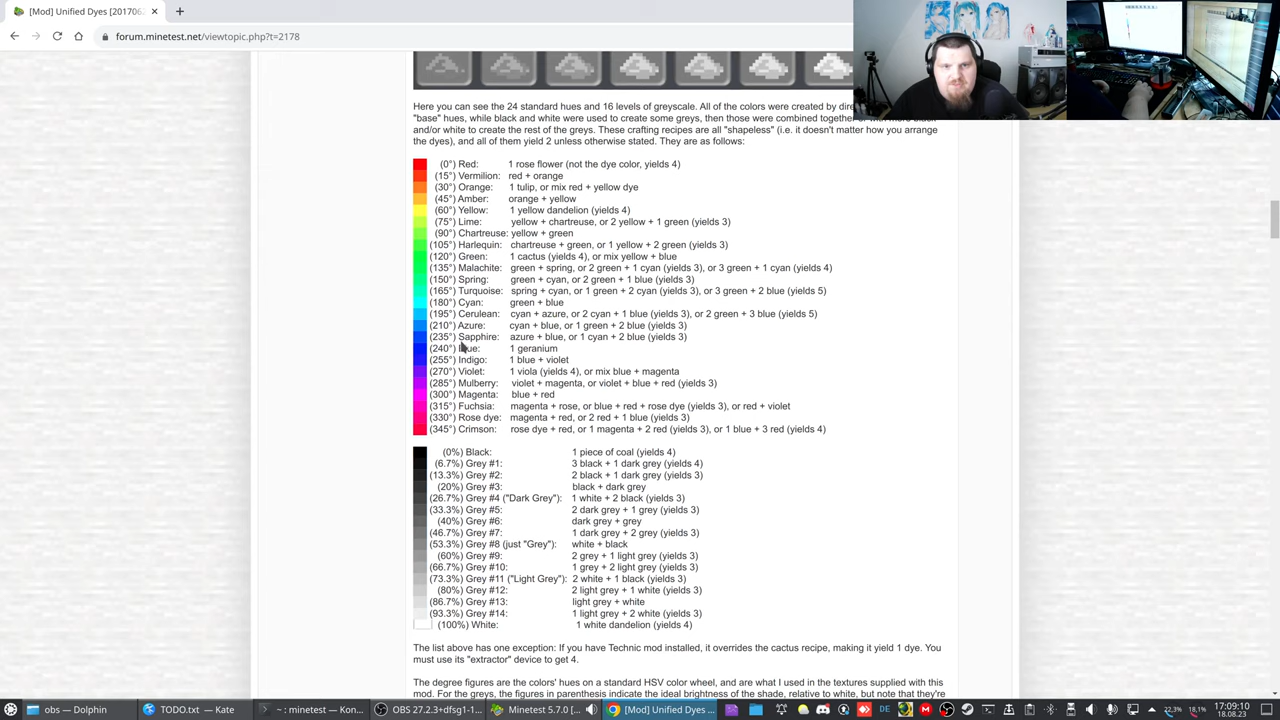 [Mod] Unified Dyes [201706
forum.minetest.net/viewtopic.php?t=2178
Here you can see the 24 standard hues and 16 levels of greyscale. All of the colors were created by dire
"base" hues, while black and white were used to create some greys, then those were combined together
and/or white to create the rest of the greys. These crafting recipes are all "shapeless" (i.e. it doesn't matter how you arrange
the dyes), and all of them yield 2 unless otherwise stated. They are as follows:
(0°) Red: 1 rose flower (not the dye color, yields 4)
(15°) Vermilion: red + orange
(30°) Orange: 1 tulip, or mix red + yellow dye
(45°) Amber: orange + yellow
(60°) Yellow: 1 yellow dandelion (yields 4)
(75°) Lime: yellow + chartreuse, or 2 yellow + 1 green (yields 3)
(90°) Chartreuse: yellow + green
(105°) Harlequin: chartreuse + green, or 1 yellow + 2 green (yields 3)
(120°) Green: 1 cactus (yields 4), or mix yellow + blue
(135°) Malachite: green + spring, or 2 green + 1 cyan (yields 3), or 3 green + 1 cyan (yields 4)
(150°) Spring: green + cyan, or 2 green + 1 blue (yields 3)
(165°) Turquoise: spring + cyan, or 1 green + 2 cyan (yields 3), or 3 green + 2 blue (yields 5)
(180°) Cyan: green + blue
(195°) Cerulean: cyan + azure, or 2 cyan + 1 blue (yields 3), or 2 green + 3 blue (yields 5)
(210°) Azure: cyan + blue, or 1 green + 2 blue (yields 3)
(235°) Sapphire: azure + blue, or 1 cyan + 2 blue (yields 3)
(240°) Blue: 1 geranium
(255°) Indigo: 1 blue + violet
(270°) Violet: 1 viola (yields 4), or mix blue + magenta
(285°) Mulberry: violet + magenta, or violet + blue + red (yields 3)
(300°) Magenta: blue + red
(315°) Fuchsia: magenta + rose, or blue + red + rose dye (yields 3), or red + violet
(330°) Rose dye: magenta + red, or 2 red + 1 blue (yields 3)
(345°) Crimson: rose dye + red, or 1 magenta + 2 red (yields 3), or 1 blue + 3 red (yields 4)
(0%) Black: 1 piece of coal (yields 4)
(6.7%) Grey #1: 3 black + 1 dark grey (yields 4)
(13.3%) Grey #2: 2 black + 1 dark grey (yields 3)
(20%) Grey #3: black + dark grey
(26.7%) Grey #4 ("Dark Grey"): 1 white + 2 black (yields 3)
(33.3%) Grey #5: 2 dark grey + 1 grey (yields 3)
(40%) Grey #6: dark grey + grey
(46.7%) Grey #7: 1 dark grey + 2 grey (yields 3)
(53.3%) Grey #8 (just "Grey"): white + black
(60%) Grey #9: 2 grey + 1 light grey (yields 3)
(66.7%) Grey #10: 1 grey + 2 light grey (yields 3)
(73.3%) Grey #11 ("Light Grey"): 2 white + 1 black (yields 3)
(80%) Grey #12: 2 light grey + 1 white (yields 3)
(86.7%) Grey #13: light grey + white
(93.3%) Grey #14: 1 light grey + 2 white (yields 3)
(100%) White: 1 white dandelion (yields 4)
The list above has one exception: If you have Technic mod installed, it overrides the cactus recipe, making it yield 1 dye. You
must use its "extractor" device to get 4.
The degree figures are the colors' hues on a standard HSV color wheel, and are what I used in the textures supplied with this
mod. For the greys, the figures in parenthesis indicate the ideal brightness of the shade, relative to white, but note that they're
obs — Dolphin
TODO.txt — K
~: minetest — Kon...
OBS 27.2.3+dfsg1-1...
Minetest 5.7.0 [...
[Mod] Unified Dyes ...
DE
22,3%
18,1%
17:09:10
18.08.23